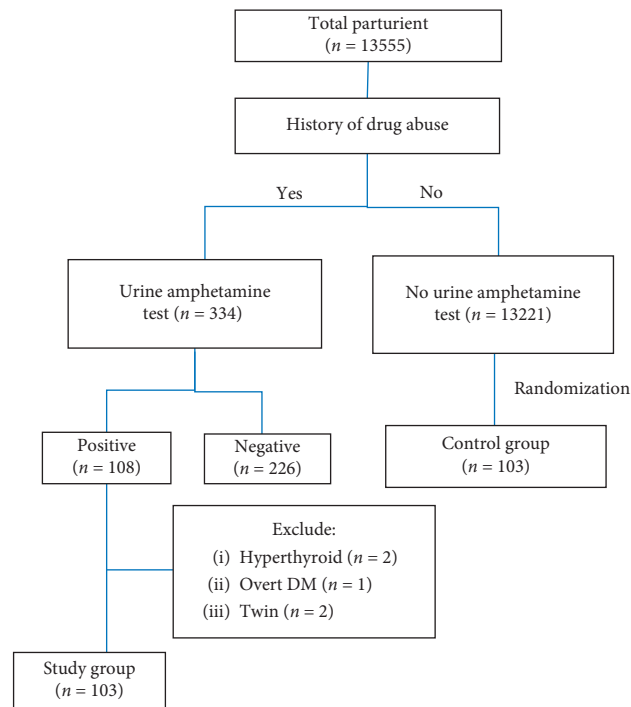 Total parturient
(n = 13555)
History of drug abuse
Yes
No
Urine amphetamine
test (n = 334)
No urine amphetamine
test (n = 13221)
Randomization
Positive
(n = 108)
Negative
(n = 226)
Control group
(n = 103)
Exclude:
(i) Hyperthyroid (n = 2)
(ii) Overt DM (n = 1)
(iii) Twin (n = 2)
Study group
(n = 103)